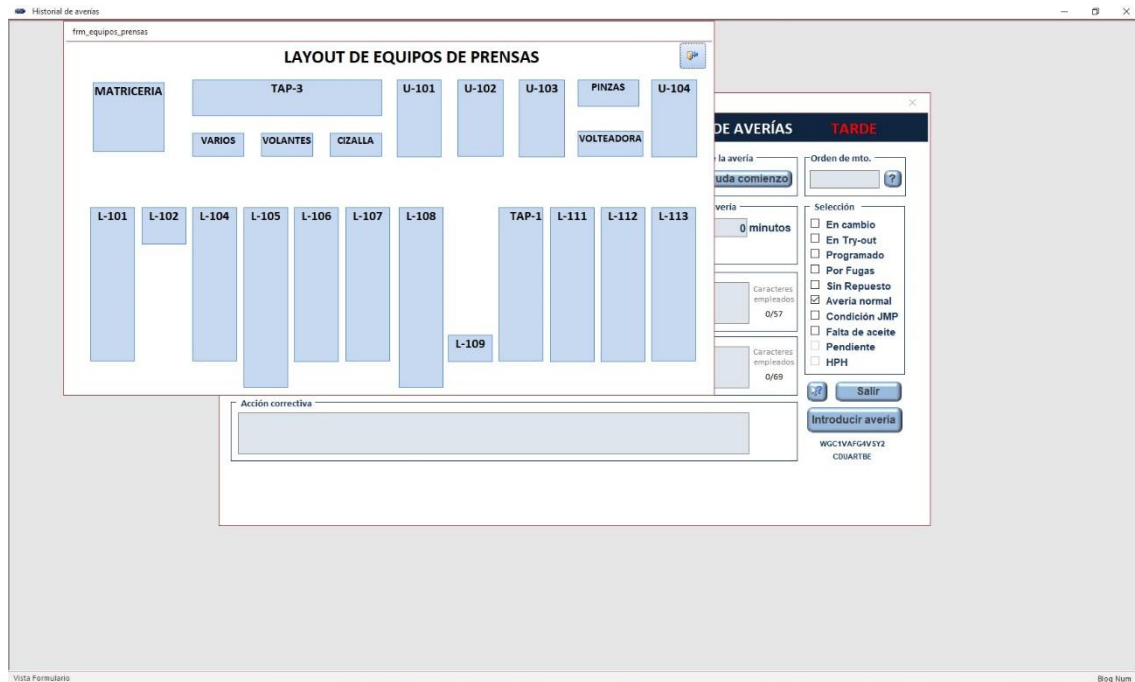 Historial de averías
frm_equipos_prensas
LAYOUT DE EQUIPOS DE PRENSAS
MATRICERIA
TAP-3
U-101
U-102
U-103
PINZAS
U-104
VARIOS
VOLANTES
CIZALLA
VOLTEADORA
L-101
L-102
L-104
L-105
L-106
L-107
L-108
TAP-1
L-111
L-112
L-113
L-109
DE AVERÍAS
TARDE
la avería
uda comienzo
Orden de mto.
?
vería
0 minutos
Selección
En cambio
En Try-out
Programado
Por Fugas
Sin Repuesto
Avería normal
Condición JMP
Falta de aceite
Pendiente
HPH
Caracteres
empleados
0/57
Caracteres
empleados
0/69
Acción correctiva
?
Salir
Introducir avería
WGC1VAFG4V5Y2
CDUARTBE
Vista Formulario
Bloq Num